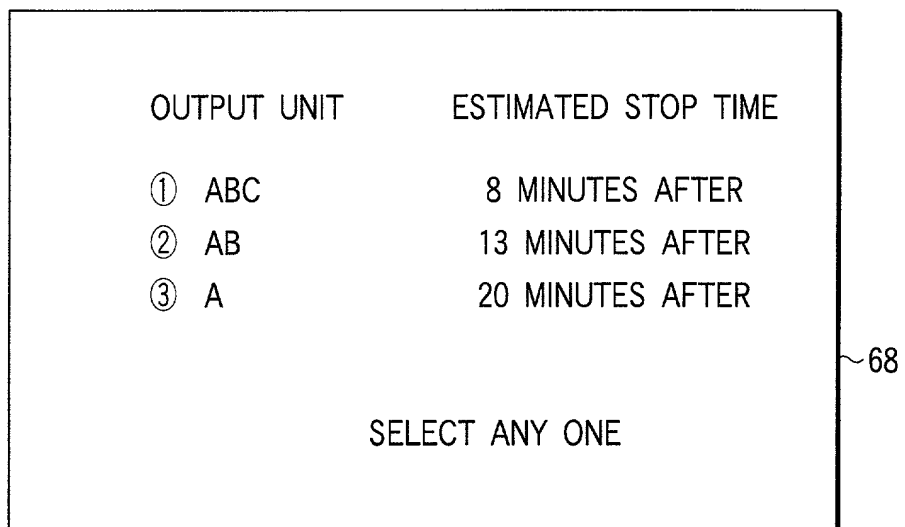 OUTPUT UNIT ESTIMATED STOP TIME
① ABC 8 MINUTES AFTER
② AB 13 MINUTES AFTER
③ A 20 MINUTES AFTER
~68
SELECT ANY ONE